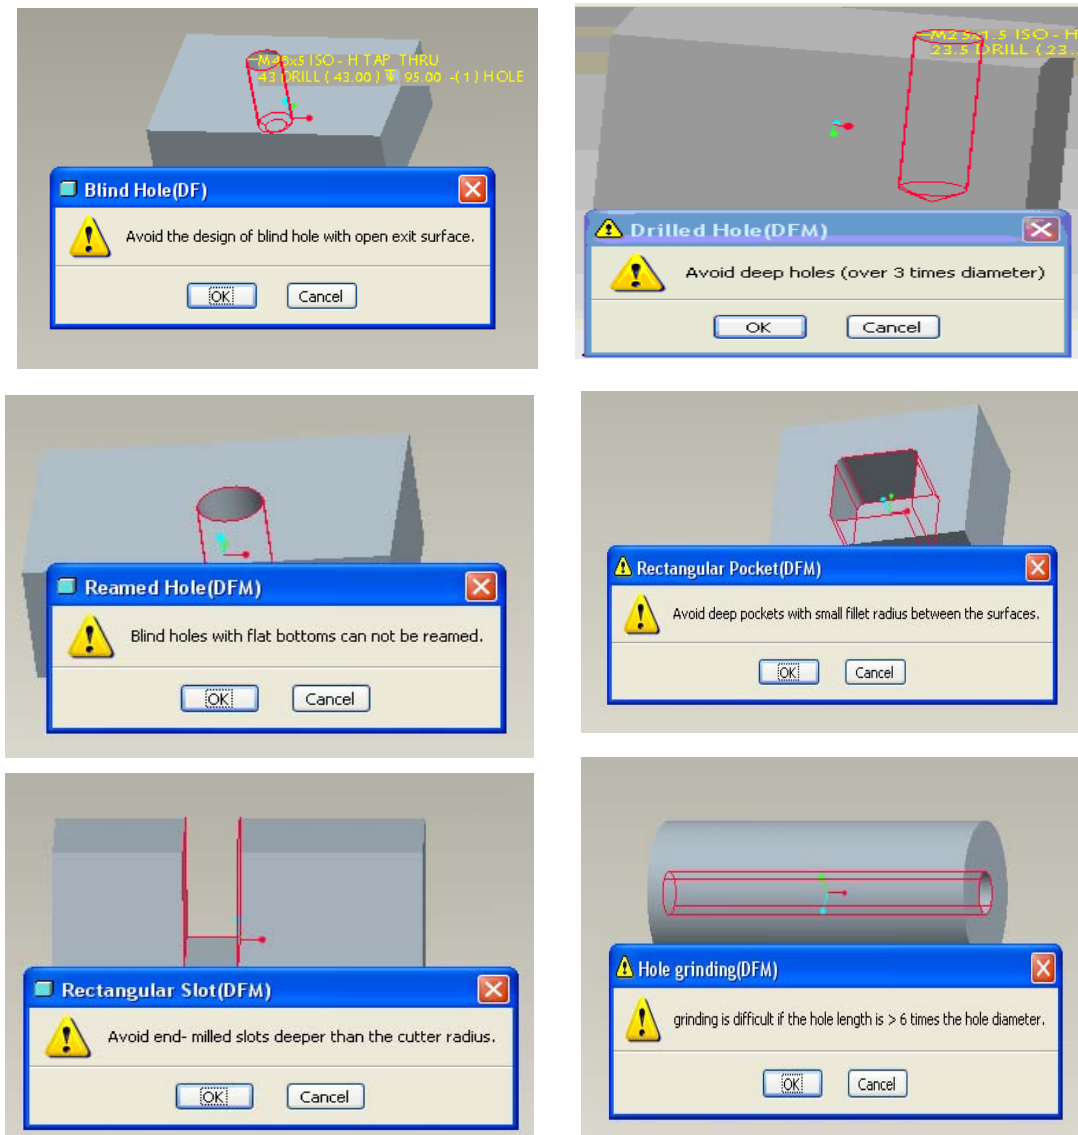 M48x5 ISO - H TAP THRU
43 DRILL ( 43.00 ) ↧ 95.00 -( 1 ) HOLE
Blind Hole(DF)
Avoid the design of blind hole with open exit surface.
OK
Cancel
M25x1.5 ISO - H
23.5 DRILL ( 23..
Drilled Hole(DFM)
Avoid deep holes (over 3 times diameter)
OK
Cancel
Reamed Hole(DFM)
Blind holes with flat bottoms can not be reamed.
OK
Cancel
Rectangular Pocket(DFM)
Avoid deep pockets with small fillet radius between the surfaces.
OK
Cancel
Rectangular Slot(DFM)
Avoid end- milled slots deeper than the cutter radius.
OK
Cancel
Hole grinding(DFM)
grinding is difficult if the hole length is > 6 times the hole diameter.
OK
Cancel